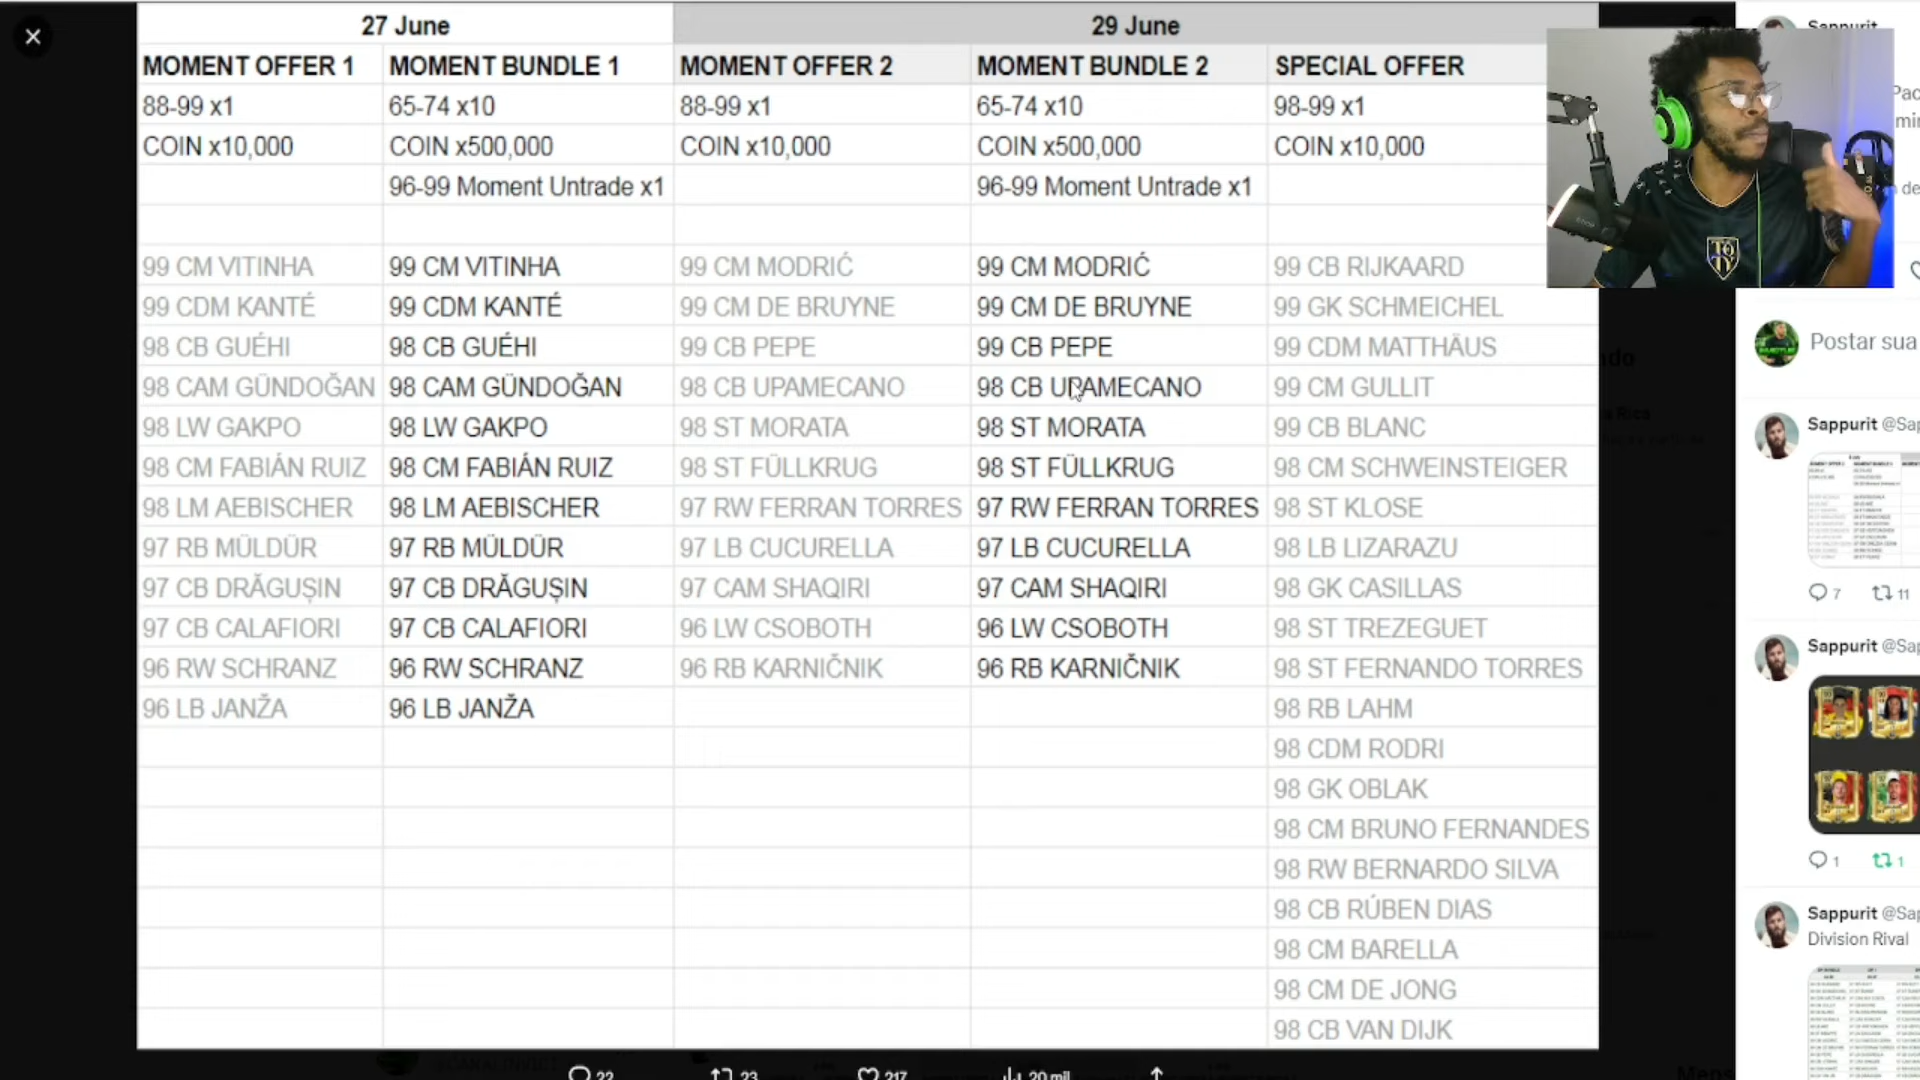 27 June
29 June
MOMENT OFFER 1 MOMENT BUNDLE 1 MOMENT OFFER 2 MOMENT BUNDLE 2 SPECIAL OFFER
88-99 x1 65-74 x10 88-99 x1 65-74 x10 98-99 x1
COIN x10,000 COIN x500,000 COIN x10,000 COIN x500,000 COIN x10,000
96-99 Moment Untrade x1 96-99 Moment Untrade x1
99 CM VITINHA 99 CM VITINHA 99 CM MODRIĆ 99 CM MODRIĆ 99 CB RIJKAARD
99 CDM KANTÉ 99 CDM KANTÉ 99 CM DE BRUYNE 99 CM DE BRUYNE 99 GK SCHMEICHEL
98 CB GUÉHI 98 CB GUÉHI 99 CB PEPE 99 CB PEPE 99 CDM MATTHÄUS
98 CAM GÜNDOĞAN 98 CAM GÜNDOĞAN 98 CB UPAMECANO 98 CB UPAMECANO 99 CM GULLIT
98 LW GAKPO 98 LW GAKPO 98 ST MORATA 98 ST MORATA 99 CB BLANC
98 CM FABIÁN RUIZ 98 CM FABIÁN RUIZ 98 ST FÜLLKRUG 98 ST FÜLLKRUG 98 CM SCHWEINSTEIGER
98 LM AEBISCHER 98 LM AEBISCHER 97 RW FERRAN TORRES 97 RW FERRAN TORRES 98 ST KLOSE
97 RB MÜLDÜR 97 RB MÜLDÜR 97 LB CUCURELLA 97 LB CUCURELLA 98 LB LIZARAZU
97 CB DRĂGUȘIN 97 CB DRĂGUȘIN 97 CAM SHAQIRI 97 CAM SHAQIRI 98 GK CASILLAS
97 CB CALAFIORI 97 CB CALAFIORI 96 LW CSOBOTH 96 LW CSOBOTH 98 ST TREZEGUET
96 RW SCHRANZ 96 RW SCHRANZ 96 RB KARNIČNIK 96 RB KARNIČNIK 98 ST FERNANDO TORRES
96 LB JANŽA 96 LB JANŽA 98 RB LAHM
98 CDM RODRI
98 GK OBLAK
98 CM BRUNO FERNANDES
98 RW BERNARDO SILVA
98 CB RÚBEN DIAS
98 CM BARELLA
98 CM DE JONG
98 CB VAN DIJK
22 23 217 20 mil
Sappurit
Postar sua
Sappurit @Sap
7 11
Sappurit @Sap
1 1
Sappurit @Sap
Division Rival